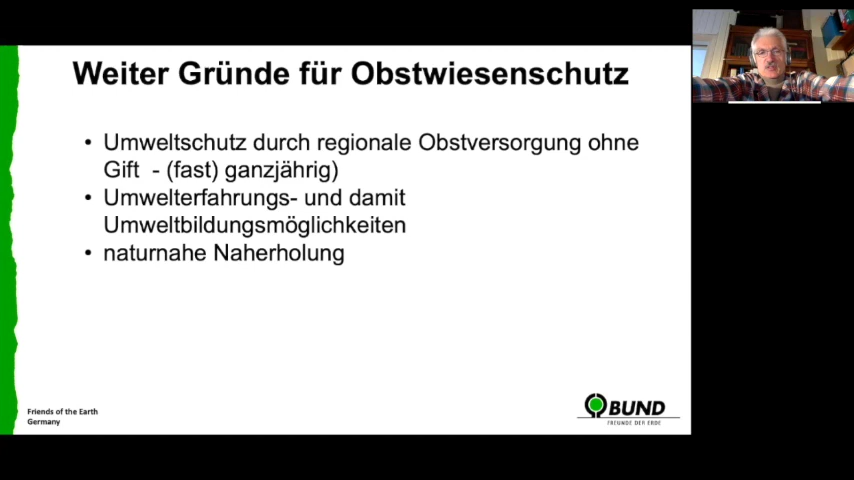 Weiter Gründe für Obstwiesenschutz
• Umweltschutz durch regionale Obstversorgung ohne
Gift - (fast) ganzjährig)
• Umwelterfahrungs- und damit
Umweltbildungsmöglichkeiten
• naturnahe Naherholung
Friends of the Earth
Germany
BUND
FREUNDE DER ERDE